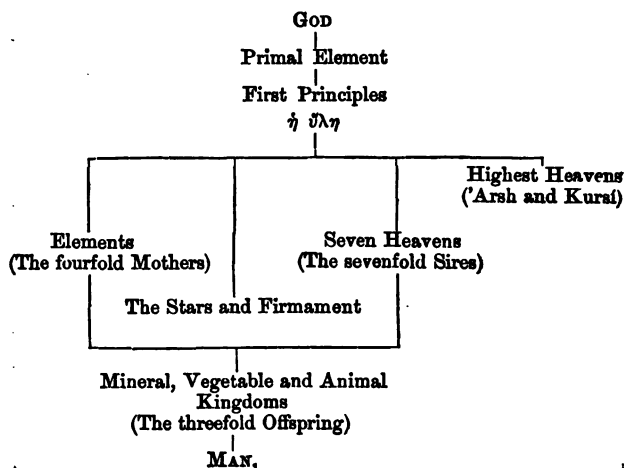 GOD
Primal Element
First Principles
ἡ ὕλη
Highest Heavens
('Arsh and Kursí)
Elements
(The fourfold Mothers)
Seven Heavens
(The sevenfold Sires)
The Stars and Firmament
Mineral, Vegetable and Animal
Kingdoms
(The threefold Offspring)
MAN.